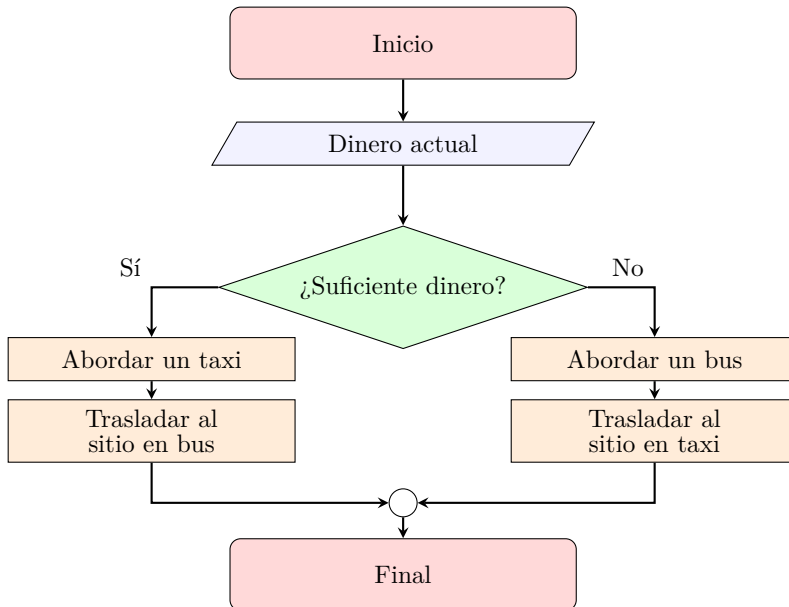 Inicio
Dinero actual
¿Suficiente dinero?
Sí
No
Abordar un taxi
Abordar un bus
Trasladar al
sitio en bus
Trasladar al
sitio en taxi
Final